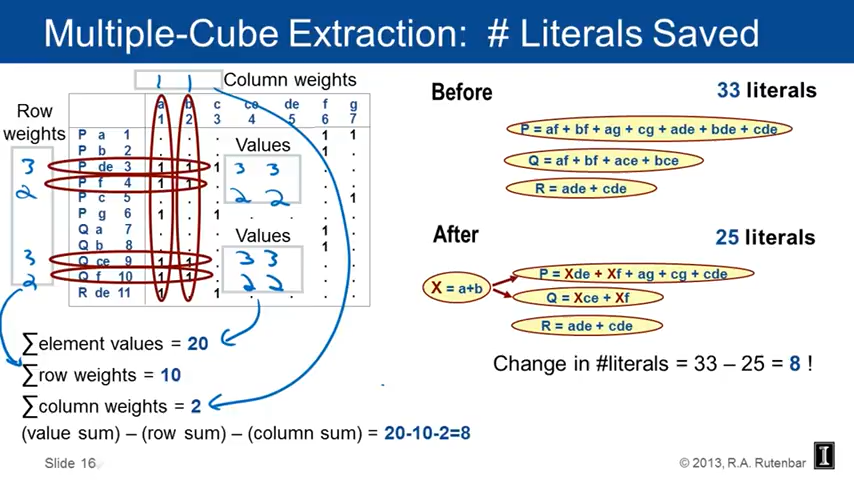 Multiple-Cube Extraction: # Literals Saved
1 1 Column weights
Row weights
a b c ce de f g
1 2 3 4 5 6 7
P a 1 . . . . . 1 1
P b 2 . . . 1 .
Values
P de 3 1 1 1 . .
3 3
3
P f 4 1 1 . . .
2 2
2
P c 5 . . . . 1
P g 6 1 . 1 . . . .
Q a 7 . . . 1 .
Values
Q b 8 . . . 1 .
Q ce 9 1 1 . . .
3 3
3
Q f 10 1 1 . . .
2 2
2
R de 11 1 . 1 . . . .
∑element values = 20
∑row weights = 10
∑column weights = 2
(value sum) – (row sum) – (column sum) = 20-10-2=8
Before
33 literals
P = af + bf + ag + cg + ade + bde + cde
Q = af + bf + ace + bce
R = ade + cde
After
25 literals
X = a+b
P = Xde + Xf + ag + cg + cde
Q = Xce + Xf
R = ade + cde
Change in #literals = 33 – 25 = 8 !
Slide 16
© 2013, R.A. Rutenbar
I